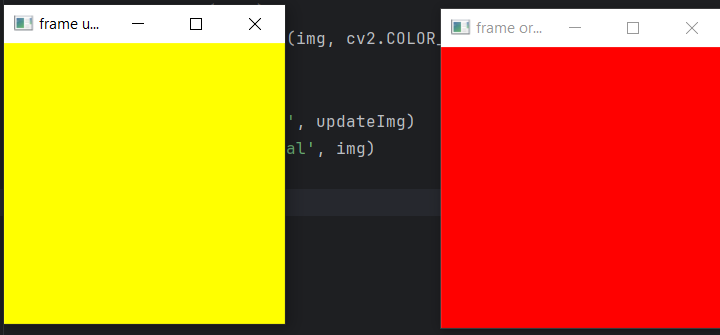 frame u...
frame or...
(img, cv2.COLOR_
', updateImg)
al', img)